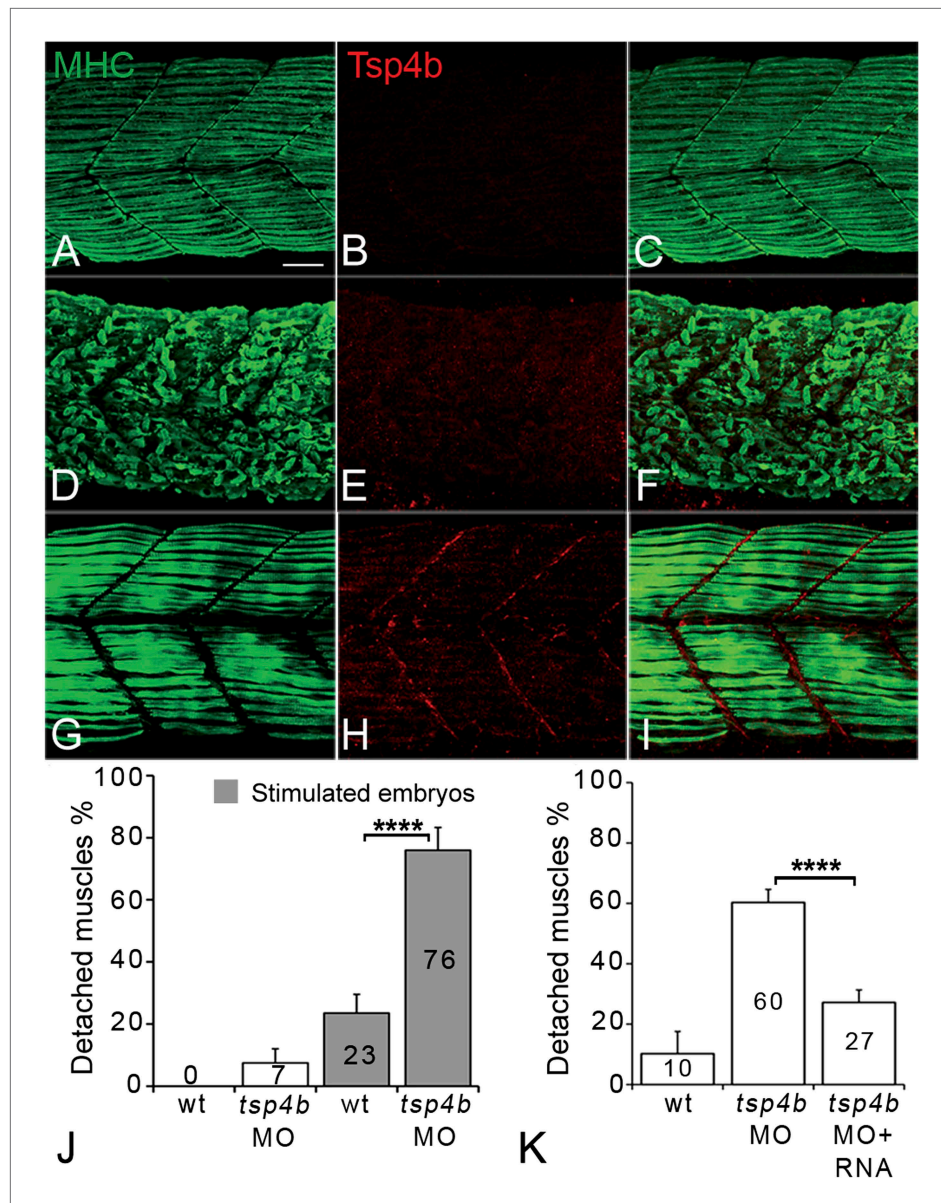 MHC Tsp4b
A B C
D E F
G H I
100
80
60
40
20
0
Detached muscles %
Stimulated embryos
****
0 7 23 76
wt tsp4b MO wt tsp4b MO
J
100
80
60
40
20
0
Detached muscles %
****
10 60 27
wt tsp4b MO tsp4b MO+ RNA
K